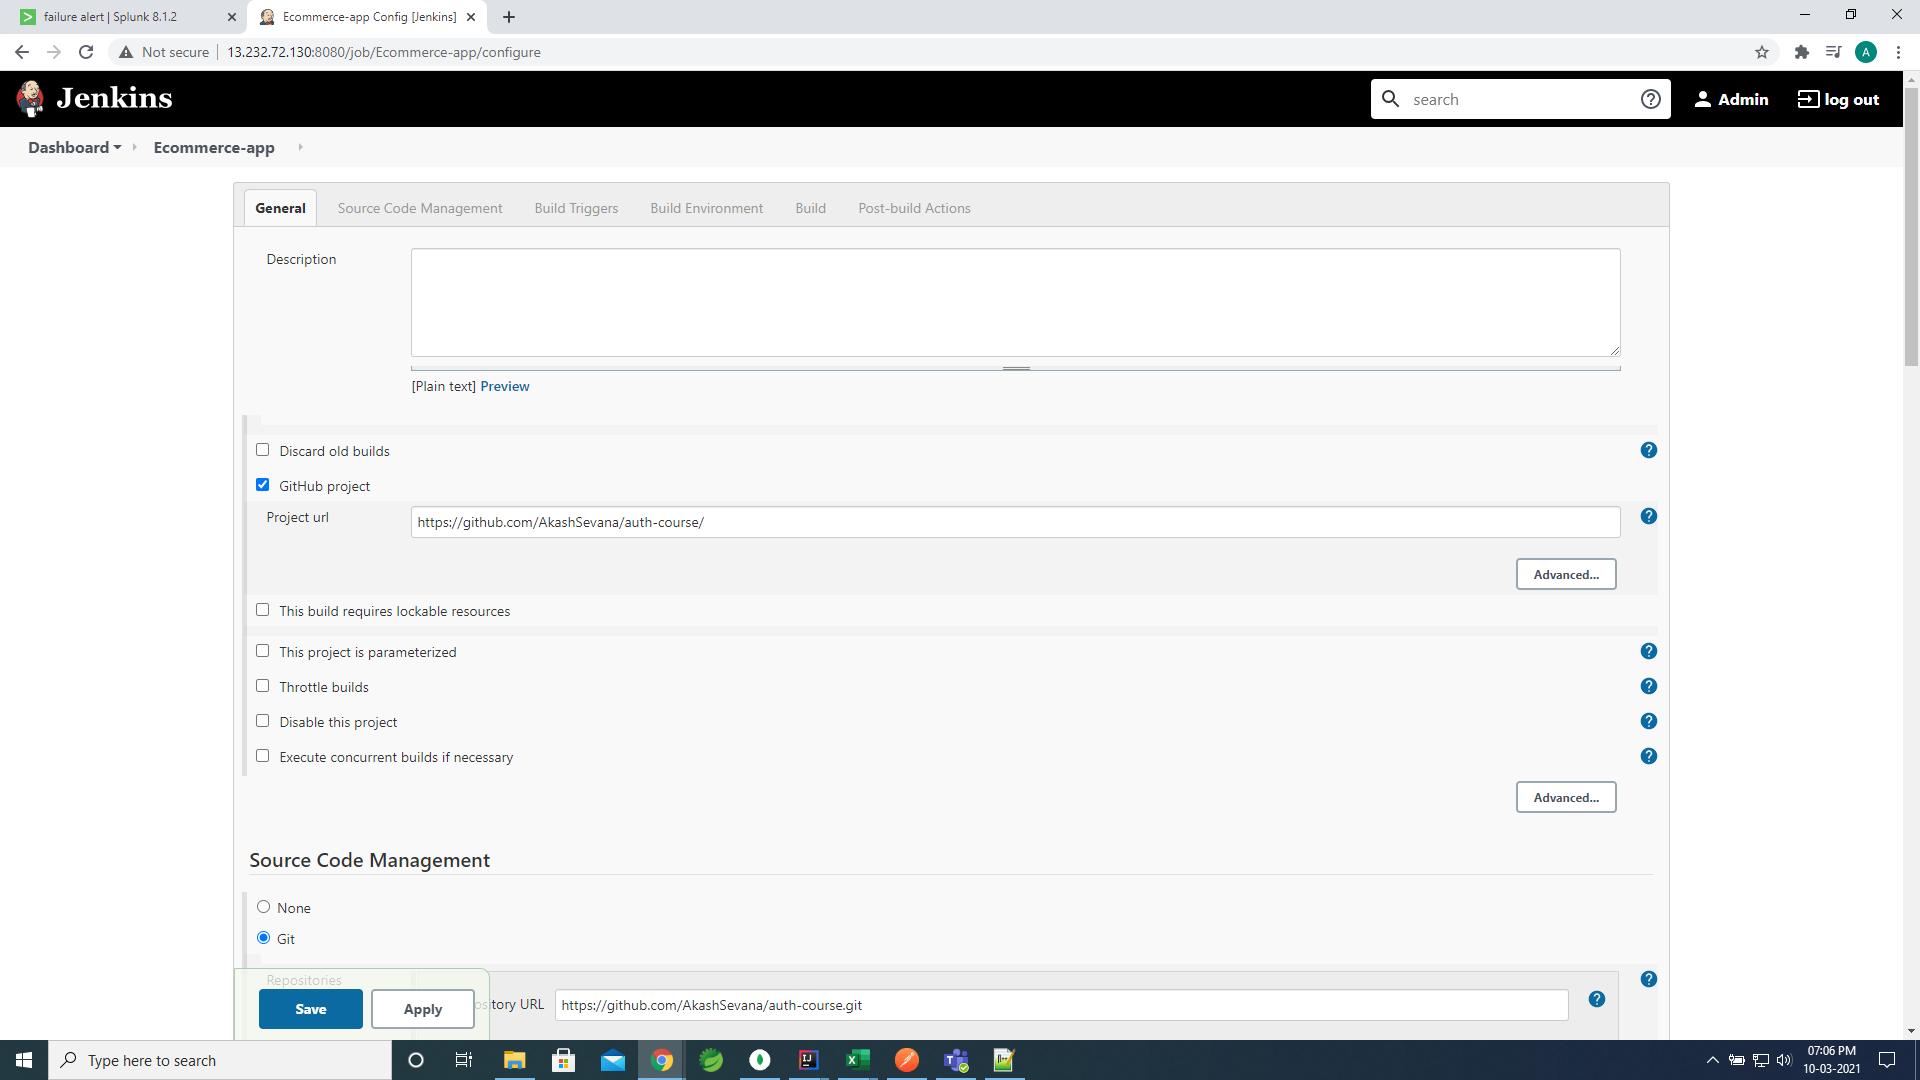 failure alert | Splunk 8.1.2
Ecommerce-app Config [Jenkins]
Not secure
13.232.72.130:8080/job/Ecommerce-app/configure
A
Jenkins
search
Admin
log out
Dashboard
Ecommerce-app
General
Source Code Management
Build Triggers
Build Environment
Build
Post-build Actions
Description
[Plain text] Preview
Discard old builds
GitHub project
Project url
https://github.com/AkashSevana/auth-course/
Advanced...
This build requires lockable resources
This project is parameterized
Throttle builds
Disable this project
Execute concurrent builds if necessary
Advanced...
Source Code Management
None
Git
Repositories
Save
Apply
ository URL
https://github.com/AkashSevana/auth-course.git
Type here to search
07:06 PM
10-03-2021